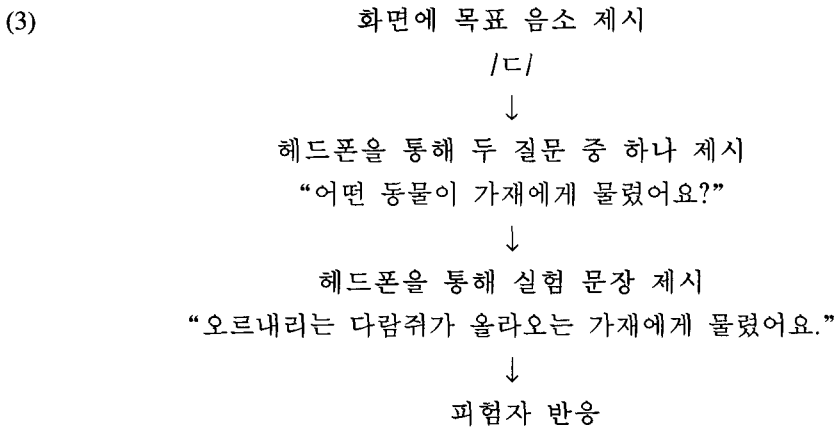 (3) 화면에 목표 음소 제시
/ㄷ/
↓
헤드폰을 통해 두 질문 중 하나 제시
“어떤 동물이 가재에게 물렸어요?”
↓
헤드폰을 통해 실험 문장 제시
“오르내리는 다람쥐가 올라오는 가재에게 물렸어요.”
↓
피험자 반응